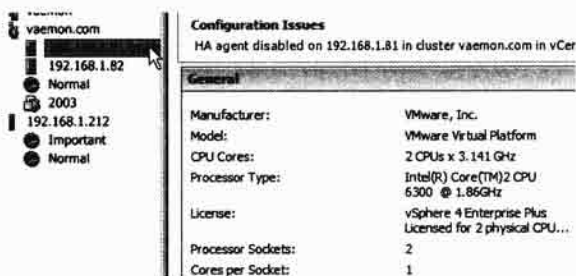 vaemon.com
192.168.1.82
Normal
2003
192.168.1.212
Important
Normal
Configuration Issues
HA agent disabled on 192.168.1.81 in cluster vaemon.com in vCer
General
Manufacturer: VMware, Inc.
Model: VMware Virtual Platform
CPU Cores: 2 CPUs x 3.141 GHz
Processor Type: Intel(R) Core(TM)2 CPU
6300 @ 1.86GHz
License: vSphere 4 Enterprise Plus
Licensed for 2 physical CPU...
Processor Sockets: 2
Cores per Socket: 1